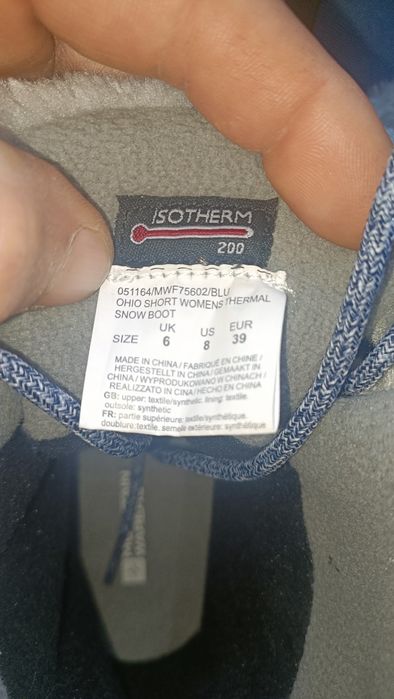 ISOTHERM
200
051164/MWF75602/BLU
OHIO SHORT WOMENS THERMAL
SNOW BOOT
UK US EUR
SIZE 6 8 39
MADE IN CHINA / FABRIQUÉ EN CHINE /
HERGESTELLT IN CHINA / GEMAAKT IN
CHINA / WYPRODUKOWANO W CHINACH /
REALIZZATO IN CINA / HECHO EN CHINA
GB: upper: textile/synthetic. lining: textile.
outsole: synthetic
FR: partie supérieure: textile/synthétique.
doublure: textile. semelle extérieure: synthétique.